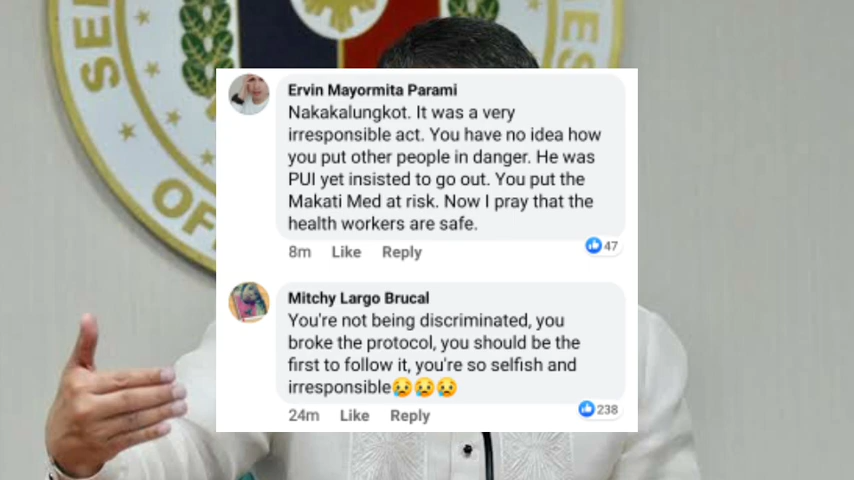 SEN
ES
OF
Ervin Mayormita Parami
Nakakalungkot. It was a very
irresponsible act. You have no idea how
you put other people in danger. He was
PUI yet insisted to go out. You put the
Makati Med at risk. Now I pray that the
health workers are safe.
8m Like Reply 47
Mitchy Largo Brucal
You're not being discriminated, you
broke the protocol, you should be the
first to follow it, you're so selfish and
irresponsible😢😢😢
24m Like Reply 238